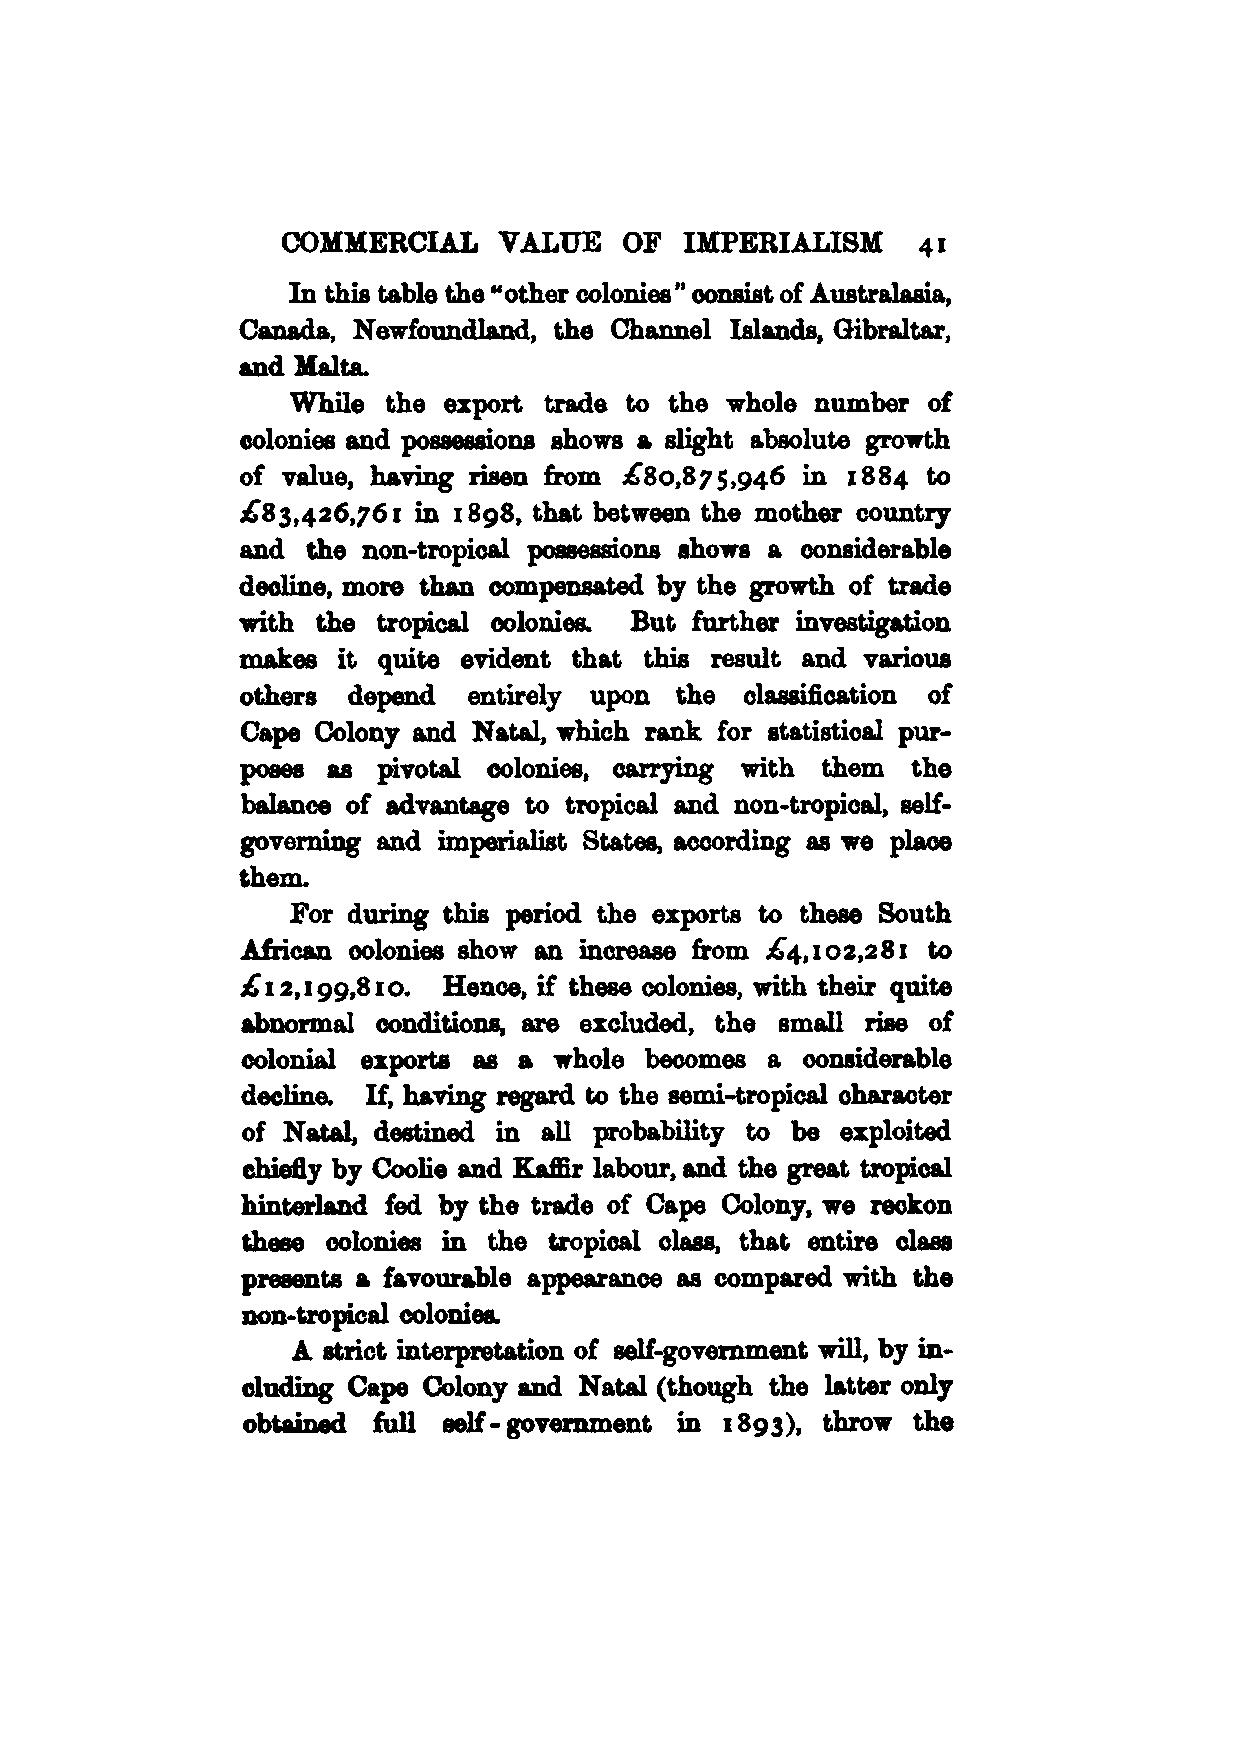 COMMERCIAL VALUE OF IMPERIALISM 41
In this table the "other colonies" consist of Australasia,
Canada, Newfoundland, the Channel Islands, Gibraltar,
and Malta.
While the export trade to the whole number of
colonies and possessions shows a slight absolute growth
of value, having risen from £80,875,946 in 1884 to
£83,426,761 in 1898, that between the mother country
and the non-tropical possessions shows a considerable
decline, more than compensated by the growth of trade
with the tropical colonies. But further investigation
makes it quite evident that this result and various
others depend entirely upon the classification of
Cape Colony and Natal, which rank for statistical pur-
poses as pivotal colonies, carrying with them the
balance of advantage to tropical and non-tropical, self-
governing and imperialist States, according as we place
them.
For during this period the exports to these South
African colonies show an increase from £4,102,281 to
£12,199,810. Hence, if these colonies, with their quite
abnormal conditions, are excluded, the small rise of
colonial exports as a whole becomes a considerable
decline. If, having regard to the semi-tropical character
of Natal, destined in all probability to be exploited
chiefly by Coolie and Kaffir labour, and the great tropical
hinterland fed by the trade of Cape Colony, we reckon
these colonies in the tropical class, that entire class
presents a favourable appearance as compared with the
non-tropical colonies.
A strict interpretation of self-government will, by in-
cluding Cape Colony and Natal (though the latter only
obtained full self-government in 1893), throw the